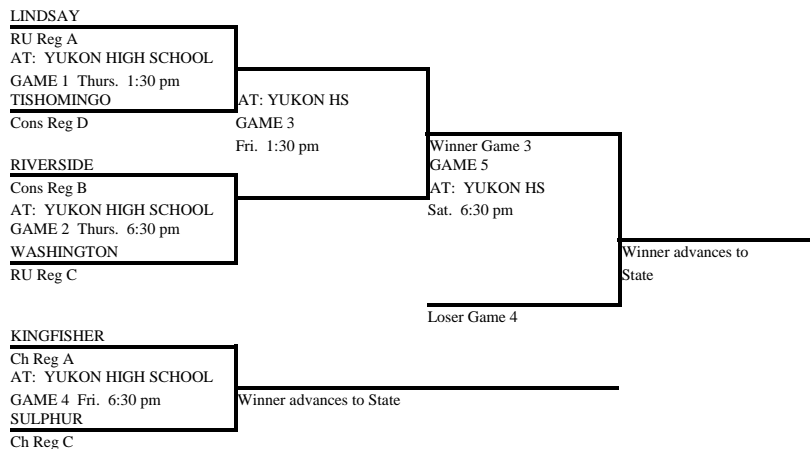 LINDSAY
RU Reg A
AT: YUKON HIGH SCHOOL
GAME 1 Thurs. 1:30 pm
TISHOMINGO
Cons Reg D
AT: YUKON HS
GAME 3
Fri. 1:30 pm
RIVERSIDE
Cons Reg B
AT: YUKON HIGH SCHOOL
GAME 2 Thurs. 6:30 pm
WASHINGTON
RU Reg C
Winner Game 3
GAME 5
AT: YUKON HS
Sat. 6:30 pm
Loser Game 4
Winner advances to
State
KINGFISHER
Ch Reg A
AT: YUKON HIGH SCHOOL
GAME 4 Fri. 6:30 pm
SULPHUR
Ch Reg C
Winner advances to State